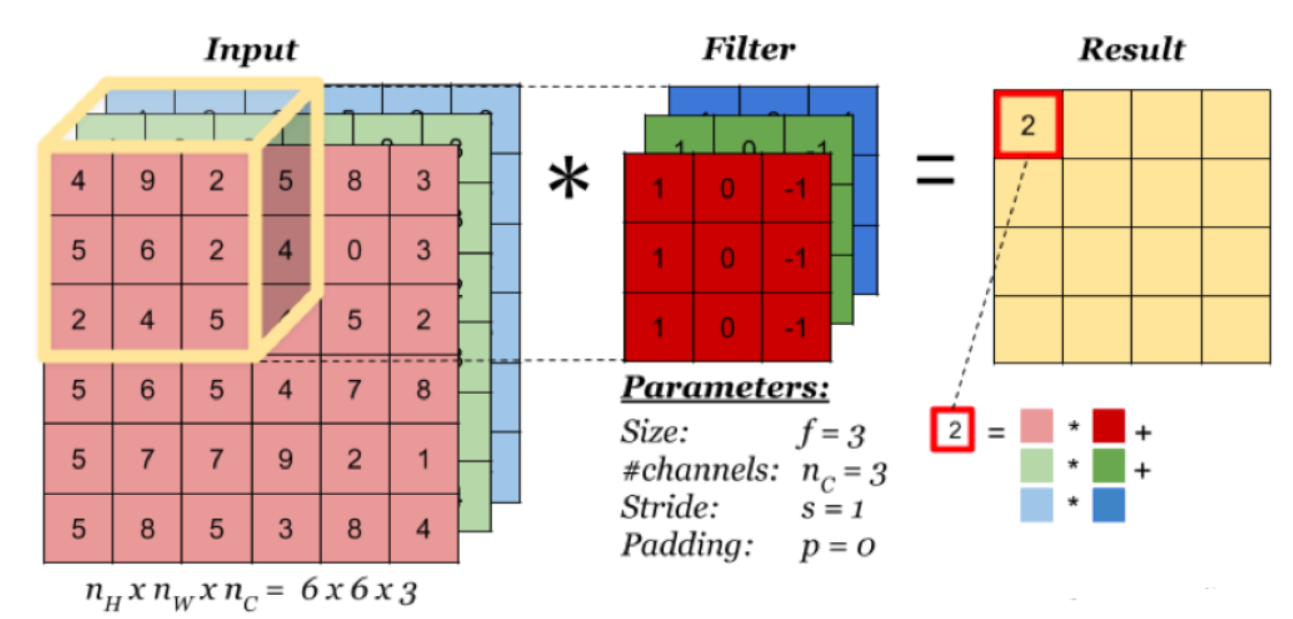 Input Filter Result
4 9 2 5 8 3
5 6 2 4 0 3
2 4 5 5 2
5 6 5 4 7 8
5 7 7 9 2 1
5 8 5 3 8 4
n_H x n_W x n_C = 6 x 6 x 3
*
1 0 -1
1 0 -1
1 0 -1
1 0 -1
Parameters:
Size: f = 3
#channels: n_C = 3
Stride: s = 1
Padding: p = 0
=
2
2 = * +
* +
*